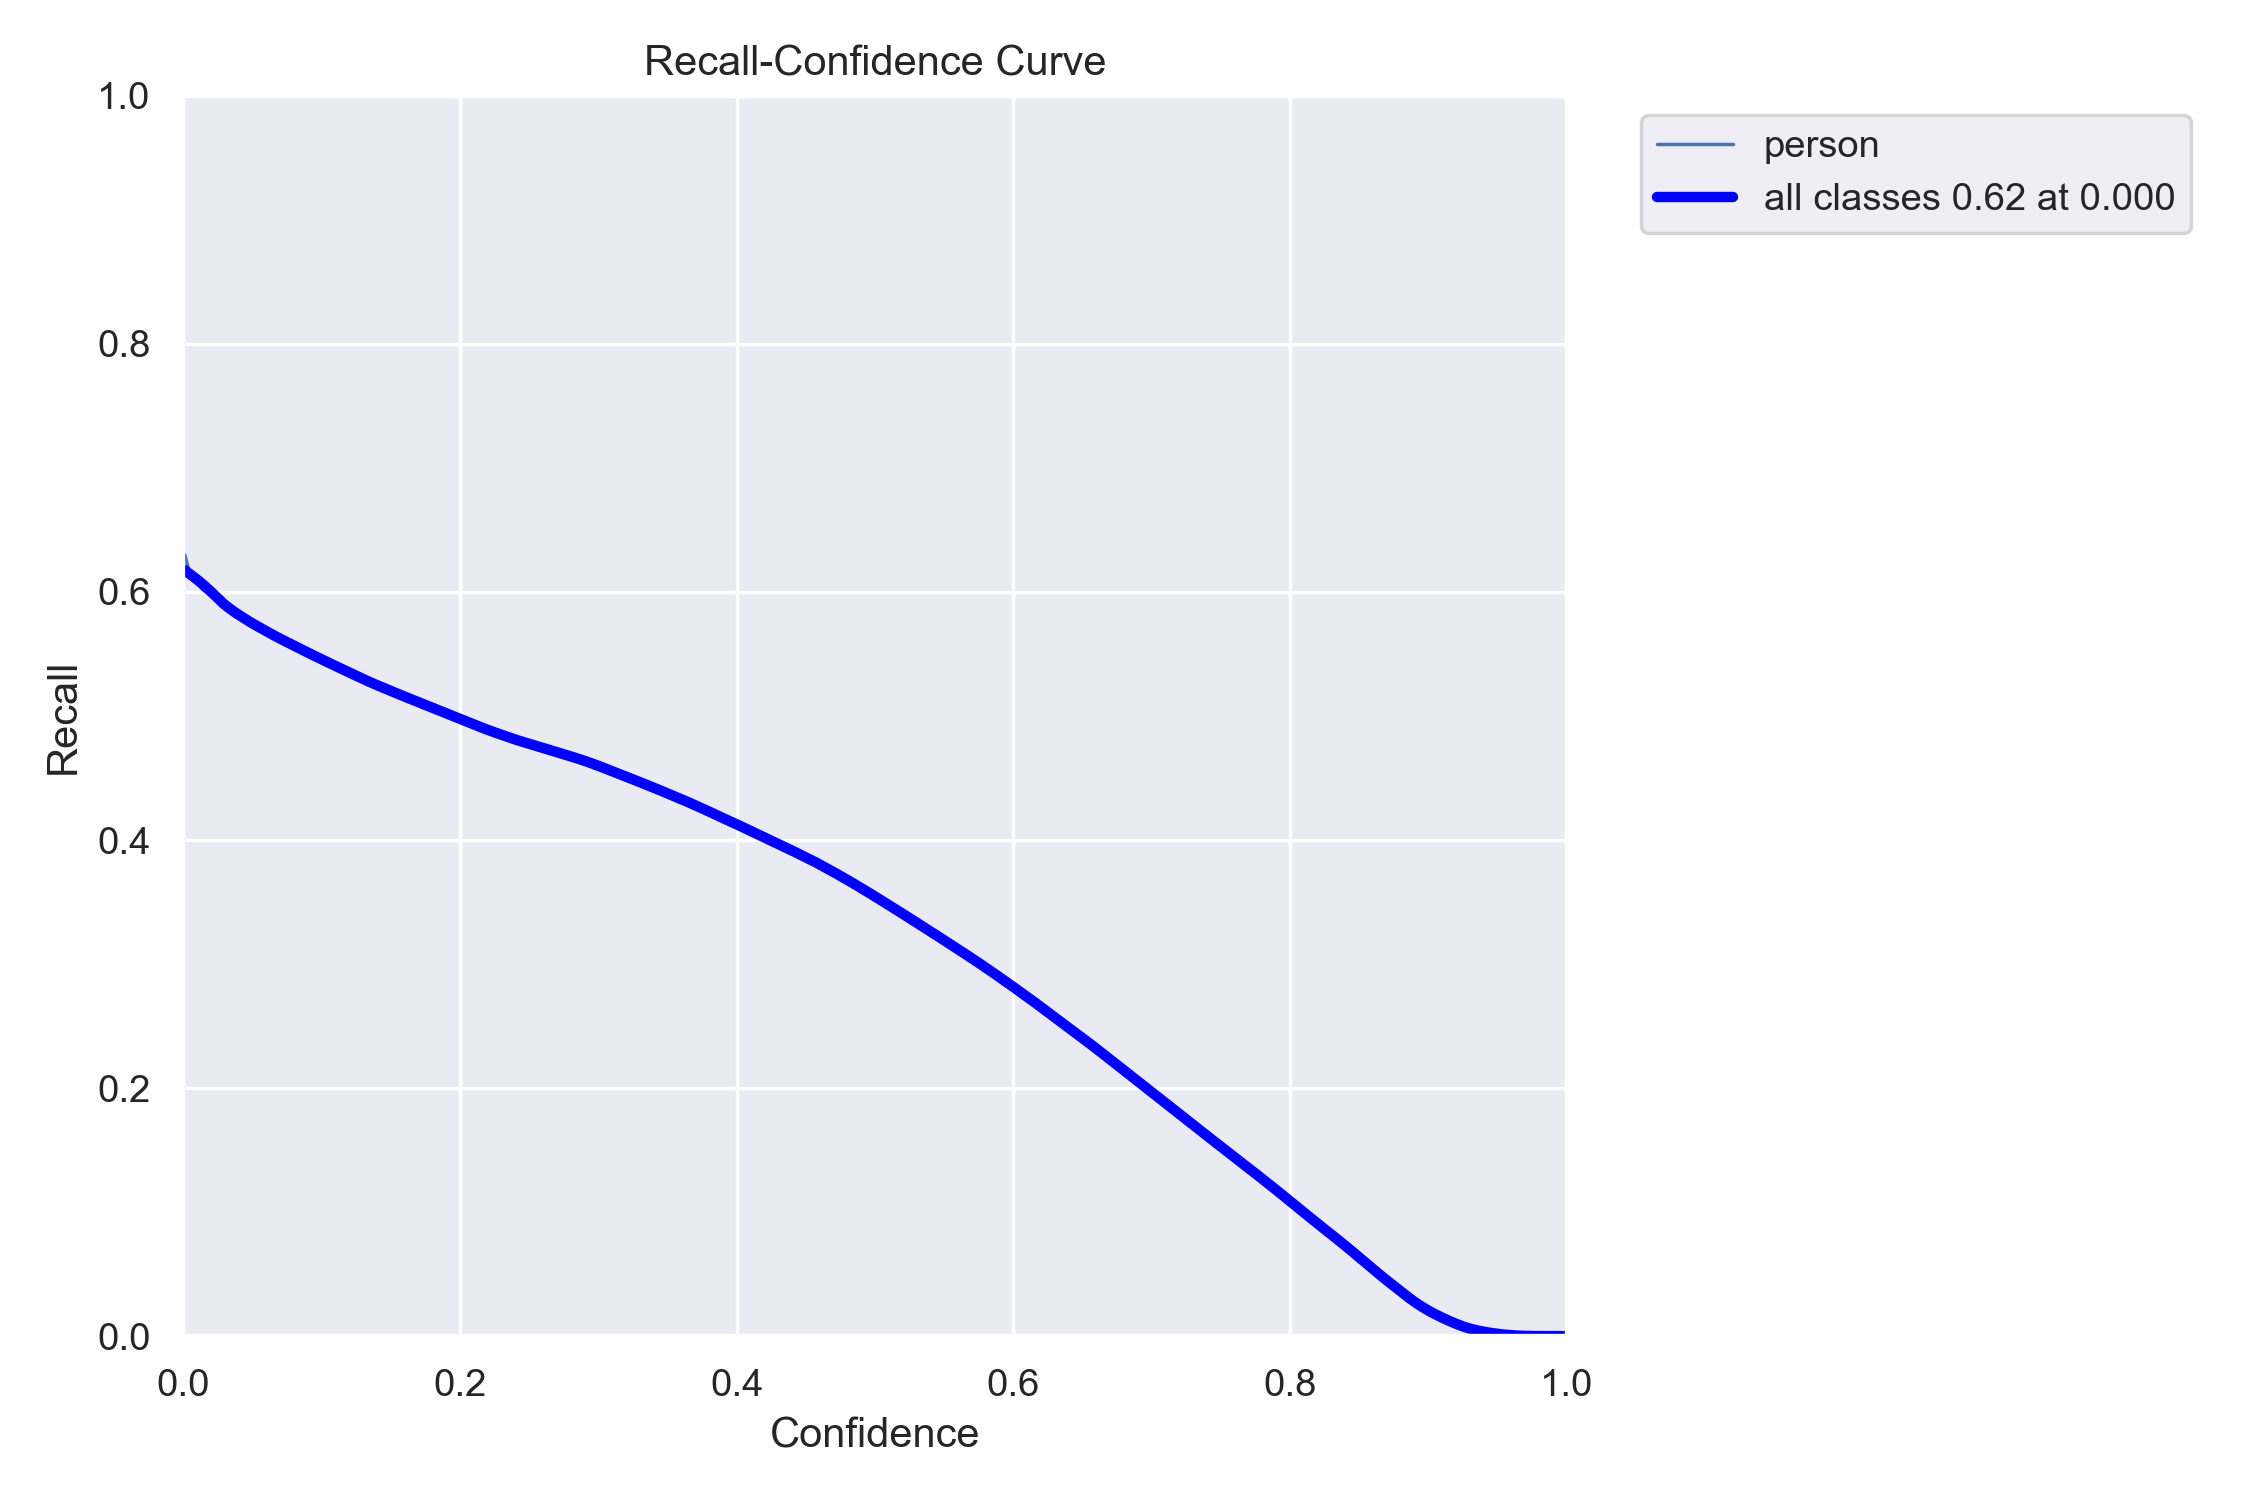 Recall-Confidence Curve
1.0
0.8
0.6
0.4
0.2
0.0
Recall
0.0 0.2 0.4 0.6 0.8 1.0
Confidence
person
all classes 0.62 at 0.000